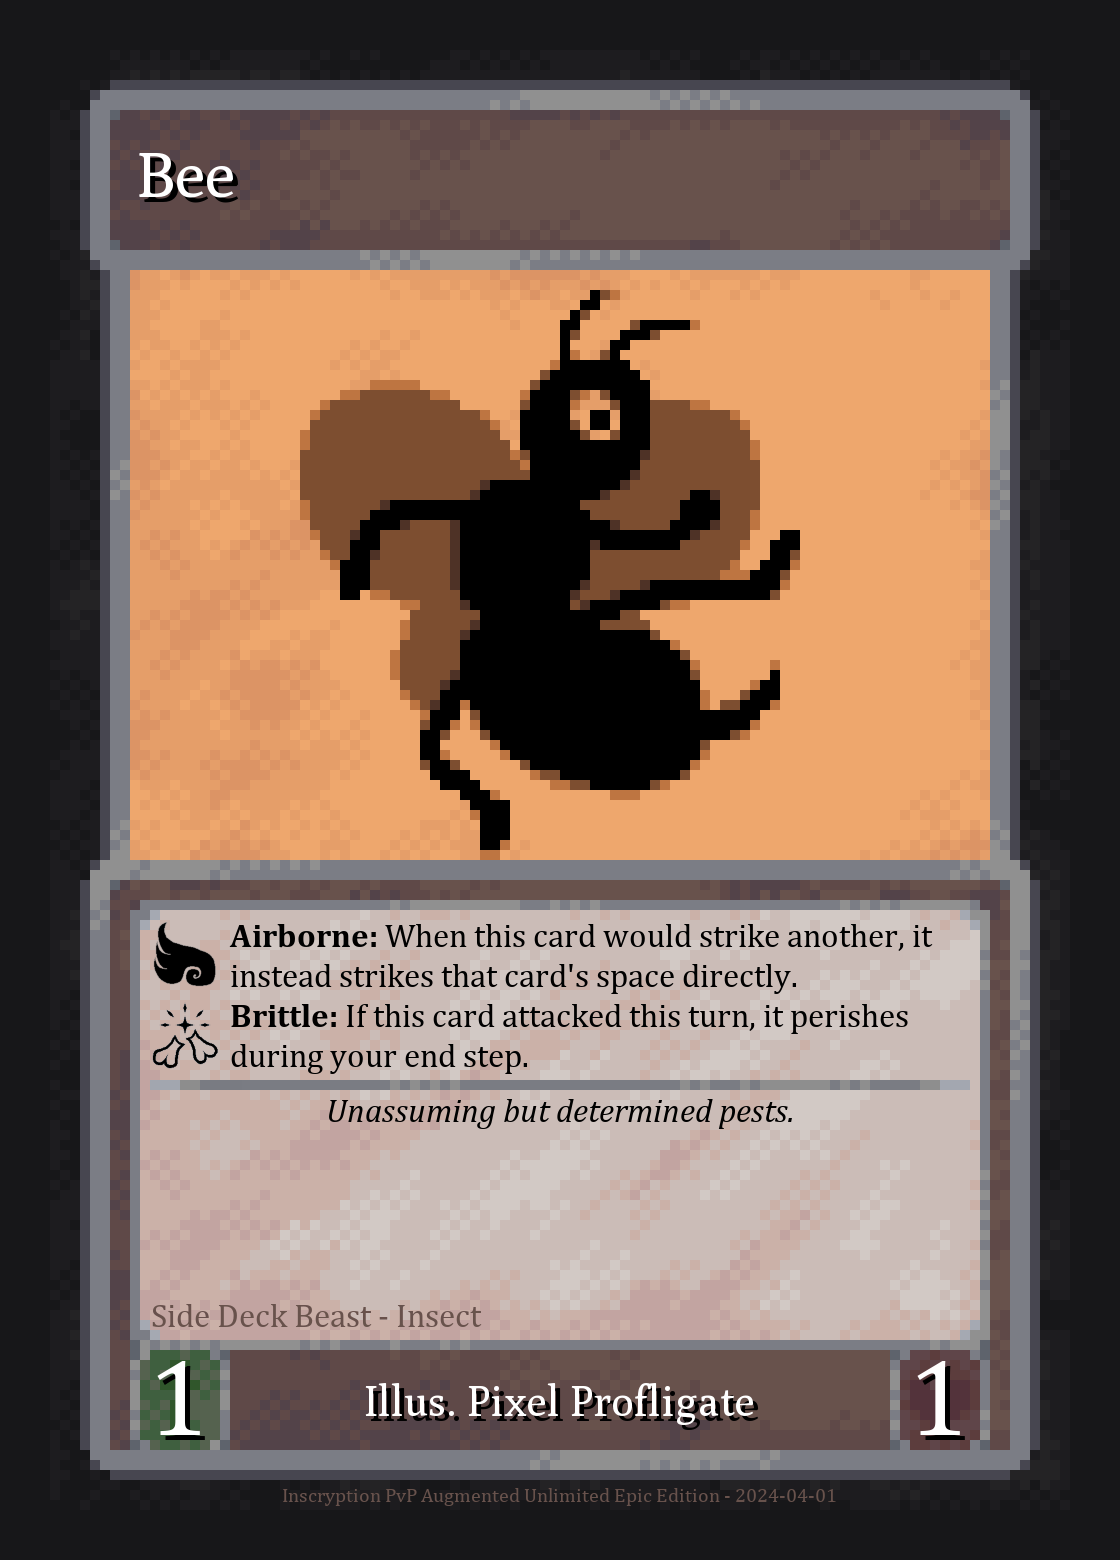 Bee
Airborne: When this card would strike another, it
instead strikes that card's space directly.
Brittle: If this card attacked this turn, it perishes
during your end step.
Unassuming but determined pests.
Side Deck Beast - Insect
1
Illus. Pixel Profligate
1
Inscryption PvP Augmented Unlimited Epic Edition - 2024-04-01